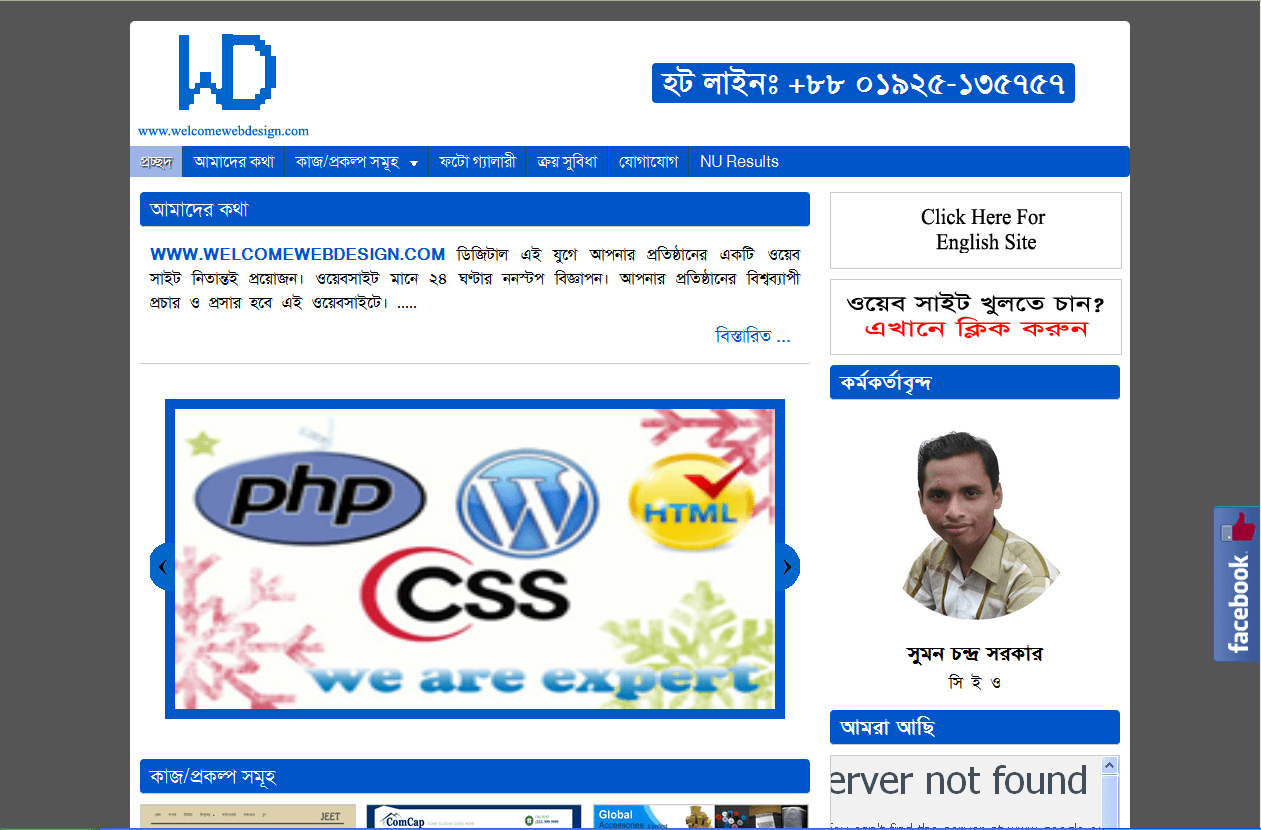 WD
www.welcomewebdesign.com
হট লাইনঃ +৮৮ ০১৯২৫-১৩৫৭৫৭
প্রচ্ছদ আমাদের কথা কাজ/প্রকল্প সমূহ ফটো গ্যালারী ক্রয় সুবিধা যোগাযোগ NU Results
আমাদের কথা
WWW.WELCOMEWEBDESIGN.COM ডিজিটাল এই যুগে আপনার প্রতিষ্ঠানের একটি ওয়েব
সাইট নিতান্তই প্রয়োজন। ওয়েবসাইট মানে ২৪ ঘণ্টার ননস্টপ বিজ্ঞাপন। আপনার প্রতিষ্ঠানের বিশ্বব্যাপী
প্রচার ও প্রসার হবে এই ওয়েবসাইটে। .....
বিস্তারিত ...
php W HTML
CSS
we are expert
কাজ/প্রকল্প সমূহ
JEET
ComCap
Global
Accessories Limited
Click Here For
English Site
ওয়েব সাইট খুলতে চান?
এখানে ক্লিক করুন
কর্মকর্তাবৃন্দ
সুমন চন্দ্র সরকার
সি ই ও
আমরা আছি
erver not found
facebook